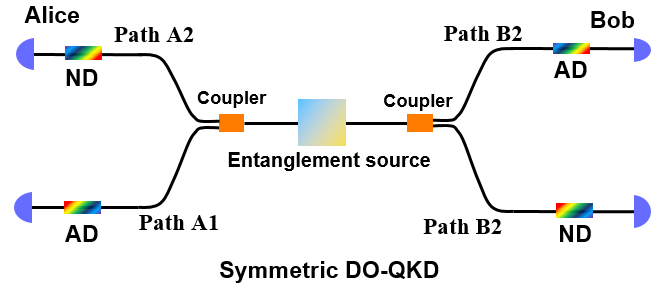 Alice
Path A2
Path B2
Bob
ND
AD
Coupler
Coupler
Entanglement source
AD
Path A1
Path B2
ND
Symmetric DO-QKD